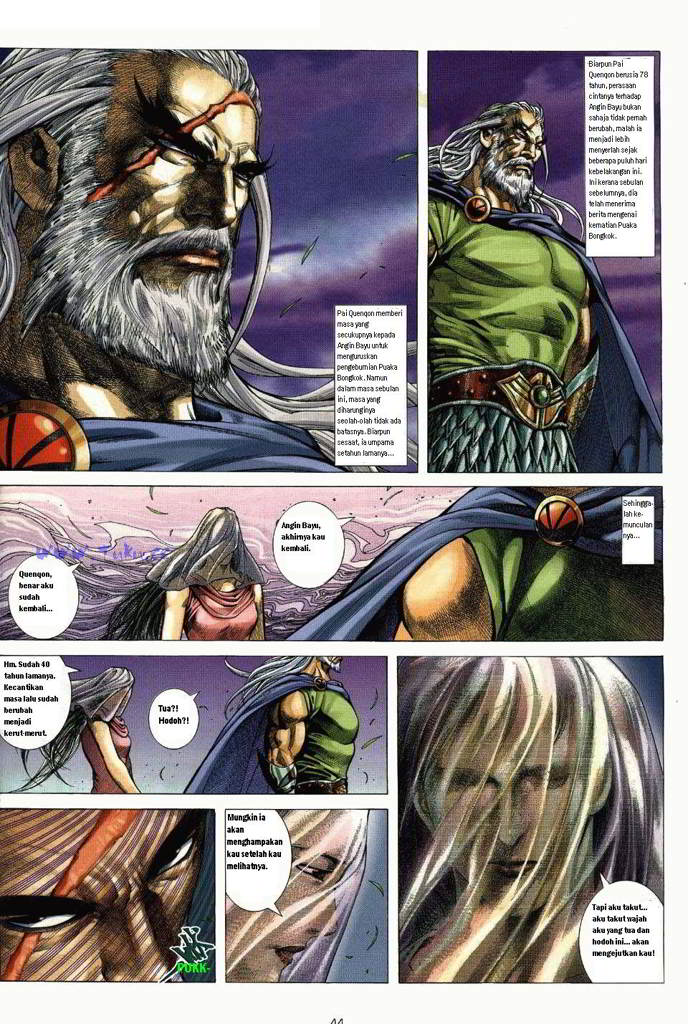 Biarpun Pai
Quenqon berusia 78
tahun, perasaan
cintanya terhadap
Angin Bayu bukan
sahaja tidak pernah
berubah, malah ia
menjadi lebih
menyerlah sejak
beberapa puluh hari
kebelakangan ini.
Ini kerana sebulan
sebelumnya, dia
telah menerima
berita mengenai
kematian Puaka
Bongkok.
Pai Quenqon memberi
masa yang
secukupnya kepada
Angin Bayu untuk
menguruskan
pengebumian Puaka
Bongkok. Namun
dalam masa sebulan
ini, masa yang
diharunginya
seolah-olah tidak ada
batasnya. Biarpun
sesaat, ia umpama
setahun lamanya...
Sehingga-
lah ke-
munculan
nya...
Angin Bayu,
akhirnya kau
kembali.
Quenqon,
benar aku
sudah
kembali...
Hm. Sudah 40
tahun lamanya.
Kecantikan
masa lalu sudah
berubah
menjadi
kerut-merut.
Tua?!
Hodoh?!
Mungkin ia
akan
menghampakan
kau setelah kau
melihatnya.
Tapi aku takut...
aku takut wajah
aku yang tua dan
hodoh ini... akan
mengejutkan kau!
44